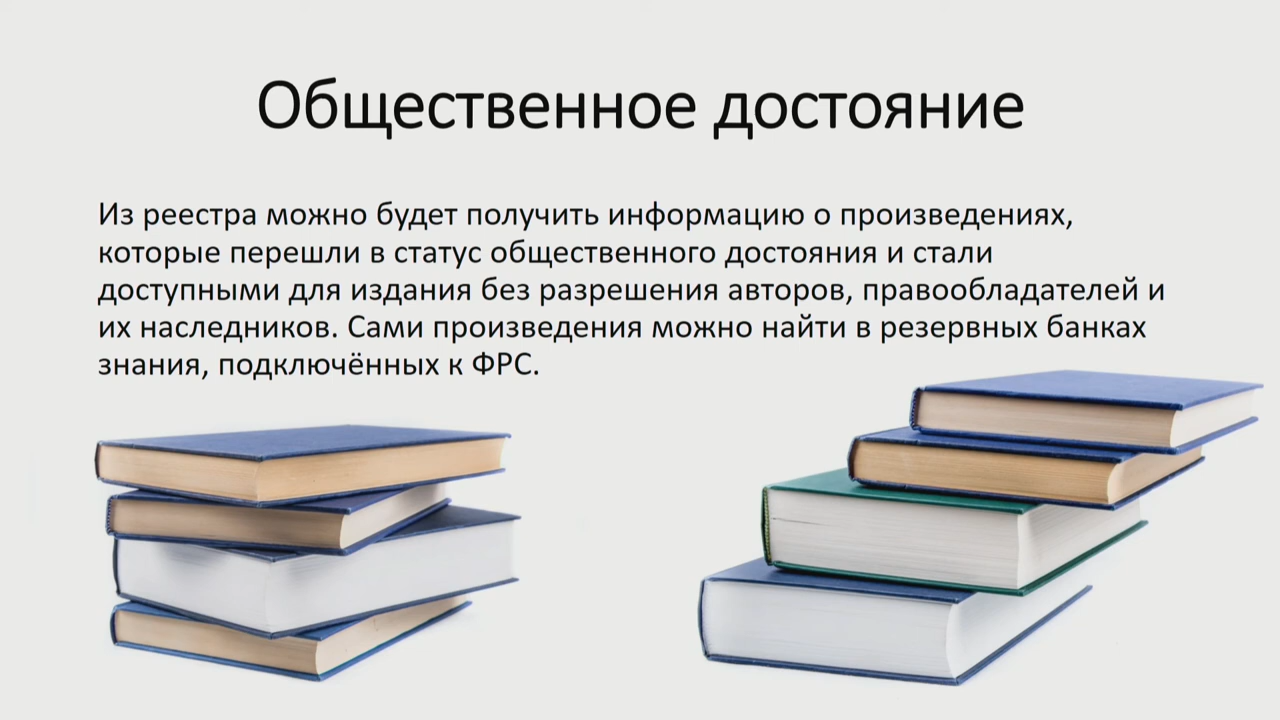 Общественное достояние
Из реестра можно будет получить информацию о произведениях,
которые перешли в статус общественного достояния и стали
доступными для издания без разрешения авторов, правообладателей и
их наследников. Сами произведения можно найти в резервных банках
знания, подключённых к ФРС.